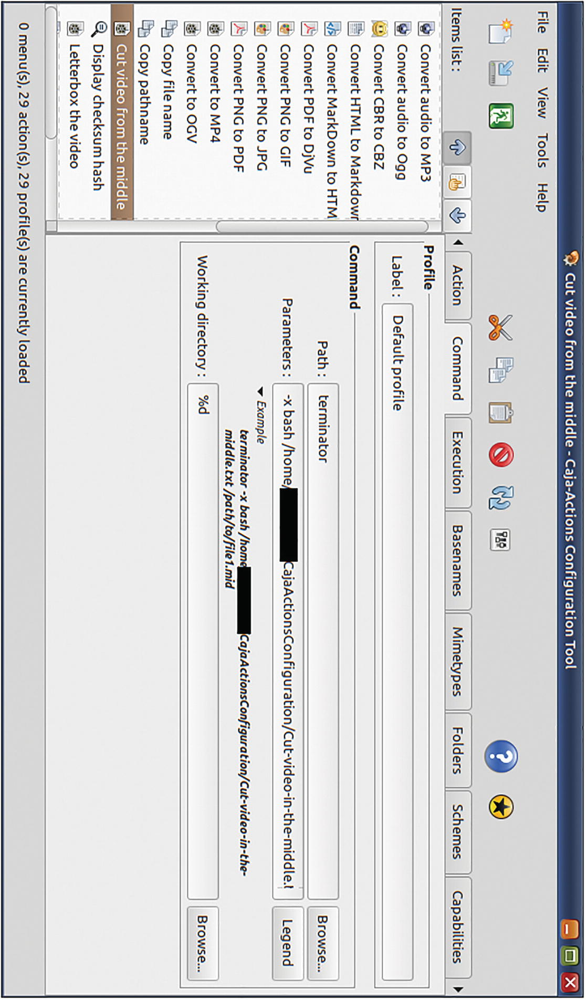 Cut video from the middle - Caja-Actions Configuration Tool
File Edit View Tools Help
Items list :
Action Command Execution Basenames Mimetypes Folders Schemes Capabilities
Convert audio to MP3
Convert audio to Ogg
Convert CBR to CBZ
Convert HTML to Markdown
Convert MarkDown to HTM
Convert PDF to DjVu
Convert PNG to GIF
Convert PNG to JPG
Convert PNG to PDF
Convert to MP4
Convert to OGV
Copy file name
Copy pathname
Cut video from the middle
Display checksum hash
Letterbox the video
Profile
Label : Default profile
Command
Path : terminator Browse...
Parameters : -x bash /home/ CajaActionsConfiguration/Cut-video-in-the-middle.t Legend
Example
terminator -x bash /home CajaActionsConfiguration/Cut-video-in-the-
middle.txt /path/to/file1.mid
Working directory : %d Browse...
0 menu(s), 29 action(s), 29 profile(s) are currently loaded